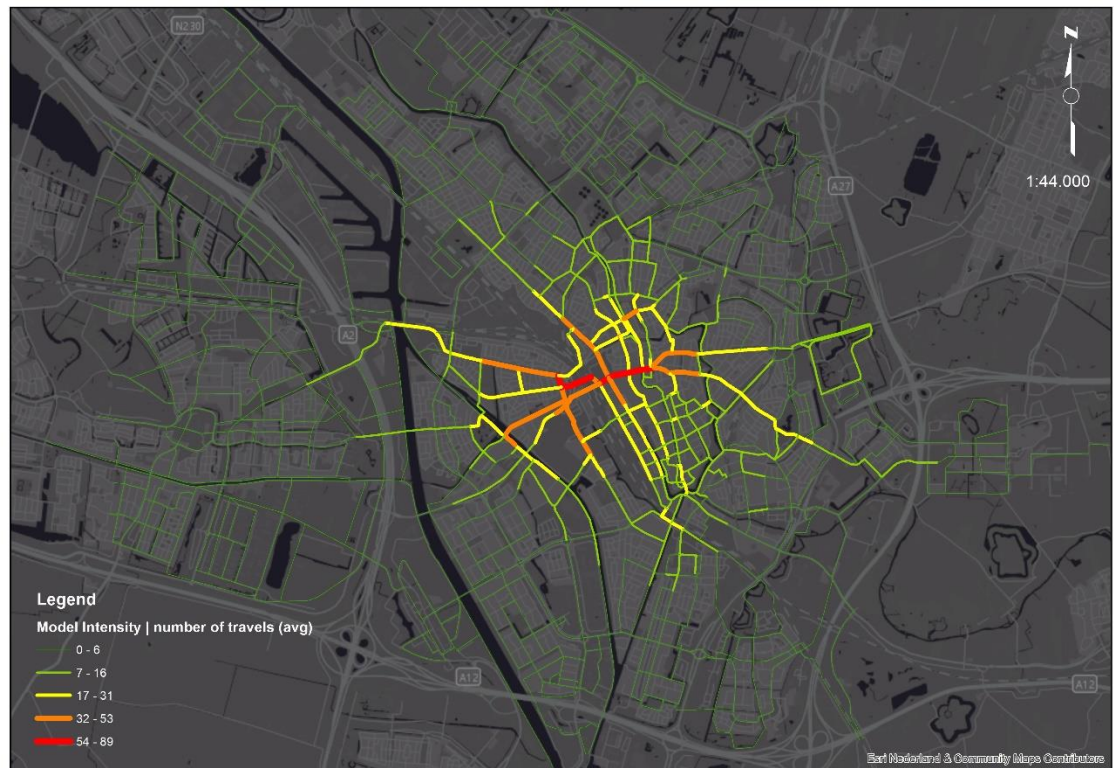 N230
N
A27
1:44.000
A2
Legend
Model Intensity | number of travels (avg)
0 - 6
7 - 16
17 - 31
32 - 53
54 - 89
A12
A12
Esri Nederland & Community Maps Contributors